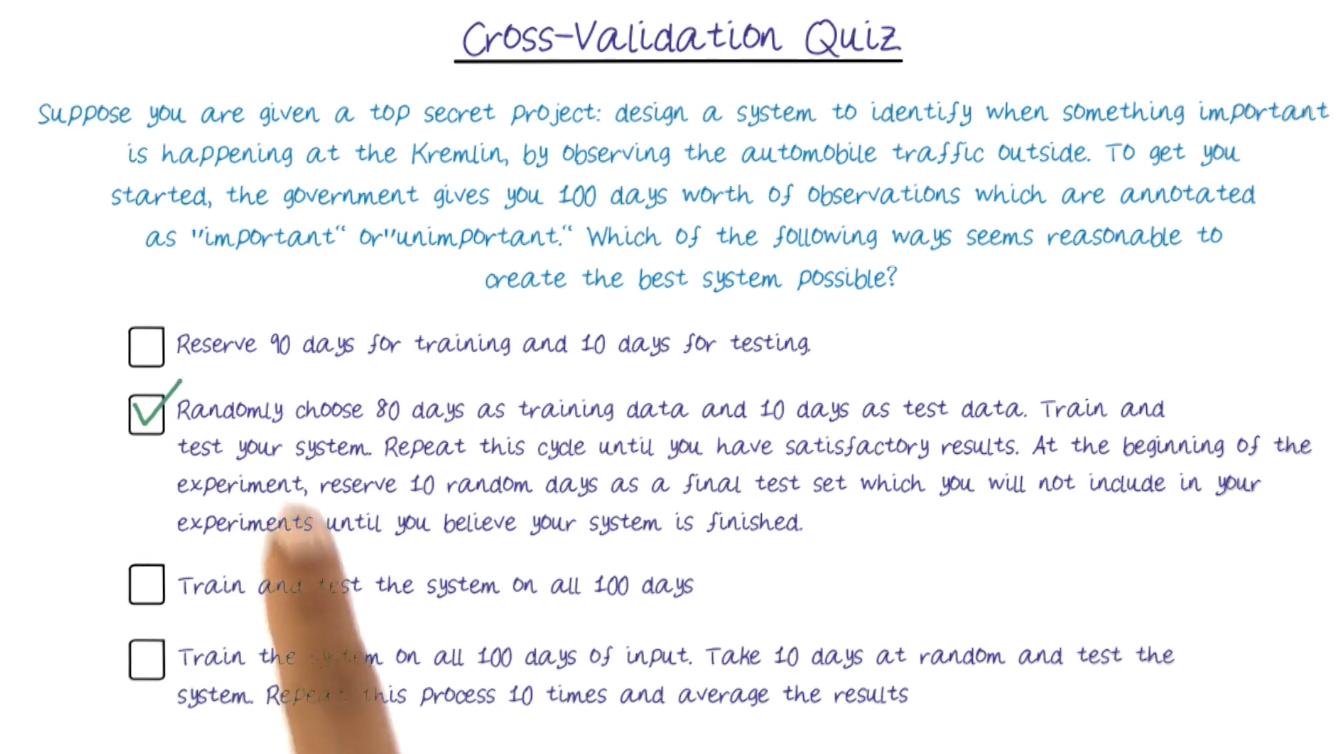 Cross-Validation Quiz
Suppose you are given a top secret project: design a system to identify when something important
is happening at the Kremlin, by observing the automobile traffic outside. To get you
started, the government gives you 100 days worth of observations which are annotated
as "important" or "unimportant." Which of the following ways seems reasonable to
create the best system possible?
Reserve 90 days for training and 10 days for testing.
Randomly choose 80 days as training data and 10 days as test data. Train and
test your system. Repeat this cycle until you have satisfactory results. At the beginning of the
experiment, reserve 10 random days as a final test set which you will not include in your
experiments until you believe your system is finished.
Train and test the system on all 100 days
Train the system on all 100 days of input. Take 10 days at random and test the
system. Repeat this process 10 times and average the results